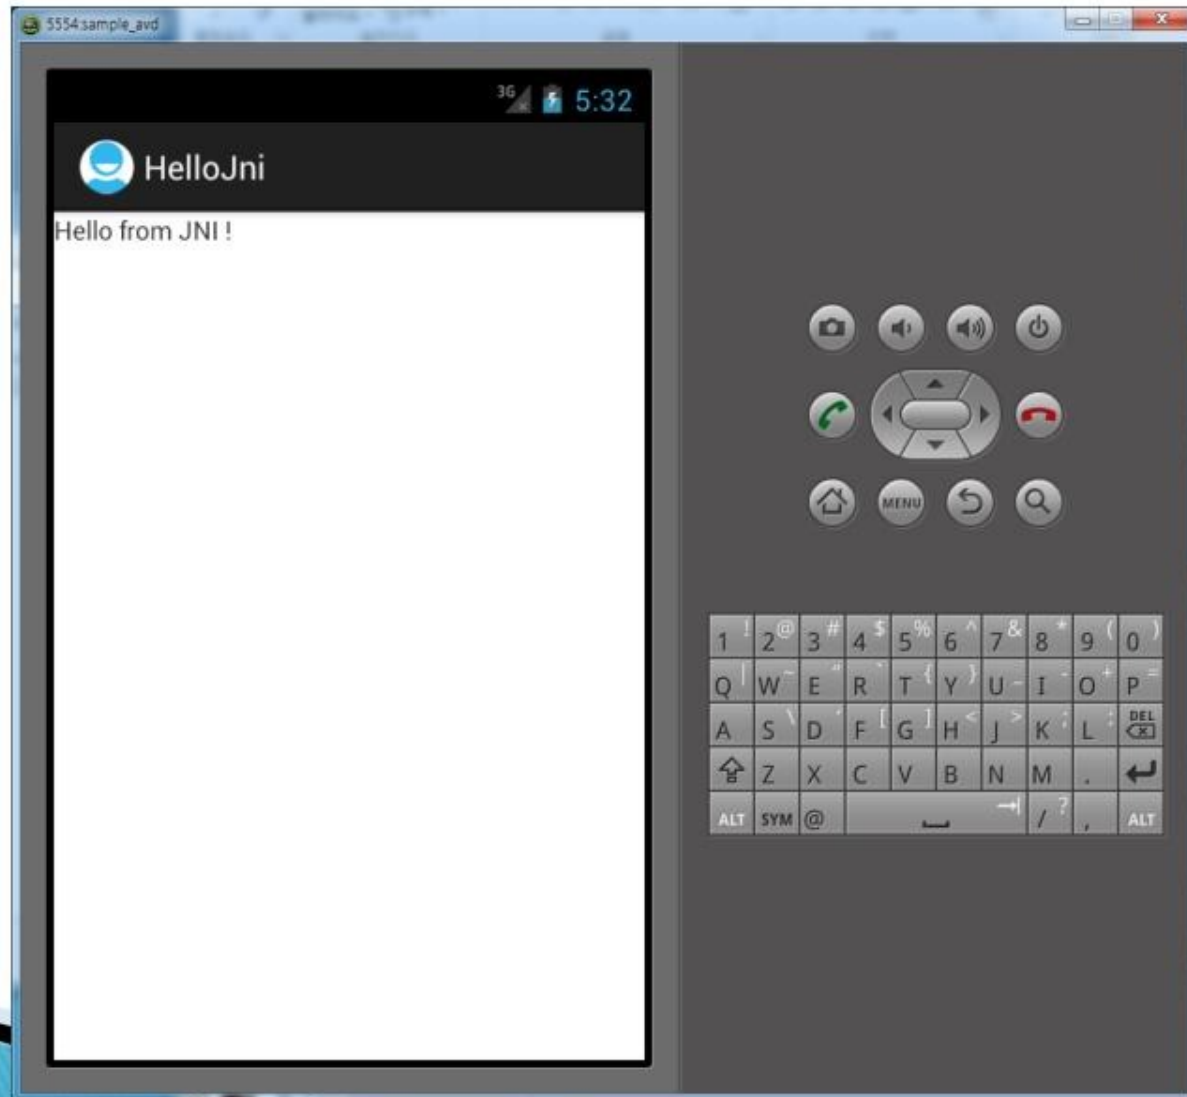 5554:sample_avd
3G 5:32
HelloJni
Hello from JNI !
MENU
1 ! 2 @ 3 # 4 $ 5 % 6 ^ 7 & 8 * 9 ( 0 )
Q | W ~ E " R ` T { Y } U _ I - O + P =
A S \ D ' F [ G ] H < J > K ; L : DEL
Z X C V B N M .
ALT SYM @ / ? , ALT